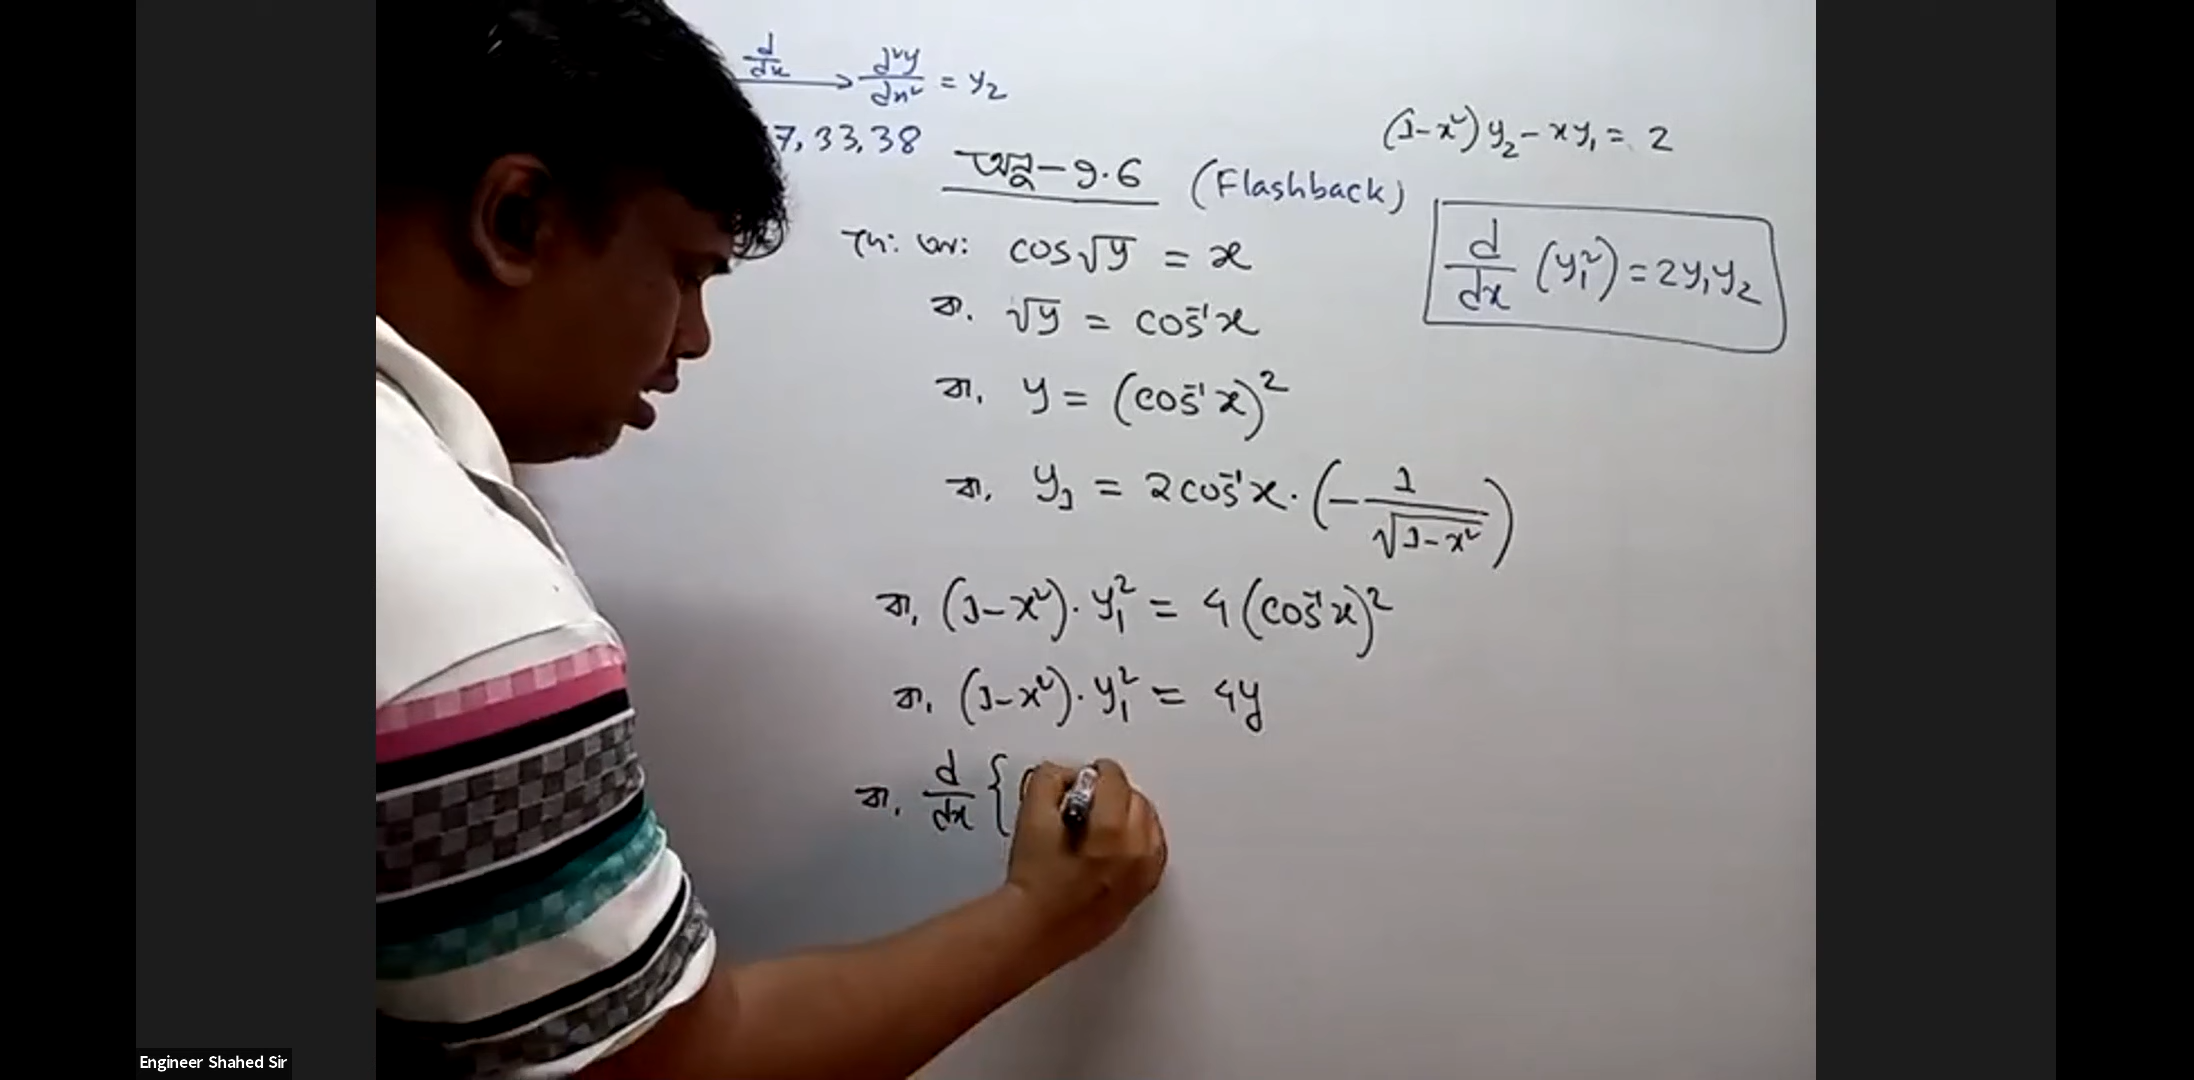 d/dx → d²y/dx² = y₂
7, 33, 38
(1-x²) y₂ - xy₁ = 2
অনু-9.6 (Flashback)
d/dx (y₁²) = 2y₁y₂
cos√y = x
বা, √y = cos⁻¹x
বা, y = (cos⁻¹x)²
বা, y₁ = 2cos⁻¹x · (- 1/√1-x²)
বা, (1-x²)· y₁² = 4(cos⁻¹x)²
বা, (1-x²)· y₁² = 4y
বা, d/dx {(
Engineer Shahed Sir